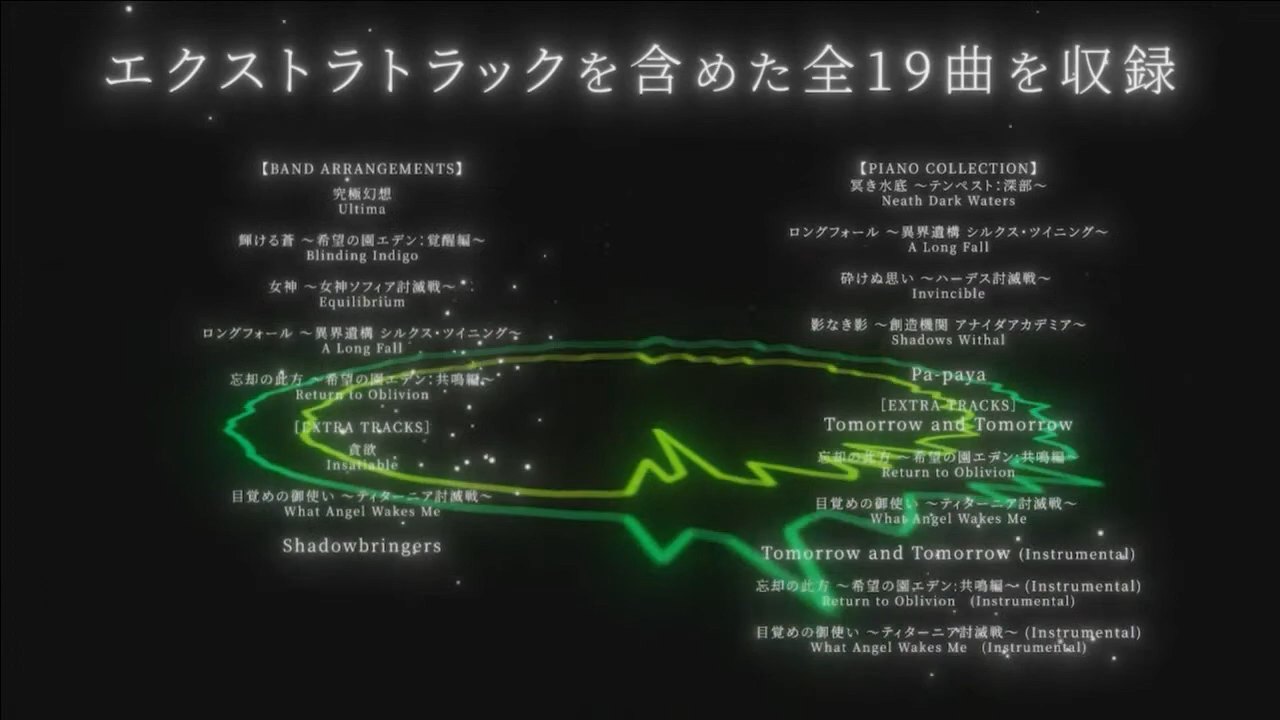 エクストラトラックを含めた全19曲を収録
【BAND ARRANGEMENTS】
究極幻想
Ultima
輝ける蒼 ～希望の園エデン：覚醒編～
Blinding Indigo
女神 ～女神ソフィア討滅戦～
Equilibrium
ロングフォール ～異界遺構 シルクス・ツイニング～
A Long Fall
忘却の此方 ～希望の園エデン：共鳴編～
Return to Oblivion
［EXTRA TRACKS］
貪欲
Insatiable
目覚めの御使い ～ティターニア討滅戦～
What Angel Wakes Me
Shadowbringers
【PIANO COLLECTION】
冥き水底 ～テンペスト：深部～
Neath Dark Waters
ロングフォール ～異界遺構 シルクス・ツイニング～
A Long Fall
砕けぬ思い ～ハーデス討滅戦～
Invincible
影なき影 ～創造機関 アナイダアカデミア～
Shadows Withal
Pa-paya
［EXTRA TRACKS］
Tomorrow and Tomorrow
忘却の此方 ～希望の園エデン：共鳴編～
Return to Oblivion
目覚めの御使い ～ティターニア討滅戦～
What Angel Wakes Me
Tomorrow and Tomorrow (Instrumental)
忘却の此方 ～希望の園エデン：共鳴編～ (Instrumental)
Return to Oblivion (Instrumental)
目覚めの御使い ～ティターニア討滅戦～ (Instrumental)
What Angel Wakes Me (Instrumental)